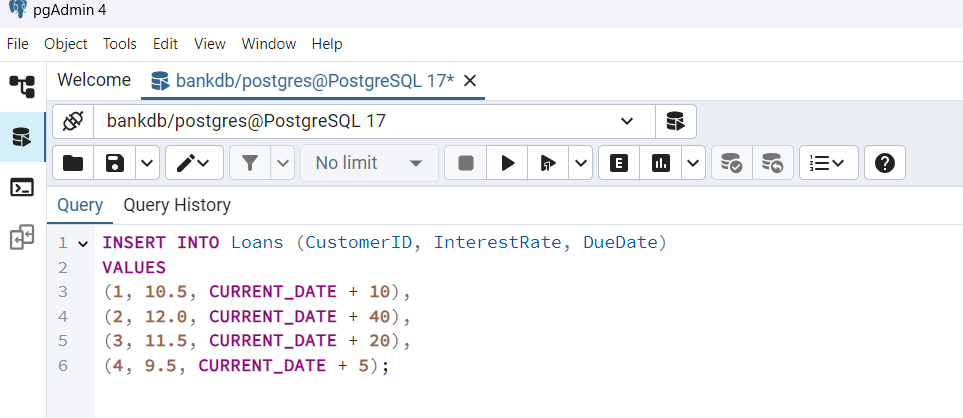 pgAdmin 4
File Object Tools Edit View Window Help
Welcome bankdb/postgres@PostgreSQL 17*
bankdb/postgres@PostgreSQL 17
No limit E
Query Query History
1 INSERT INTO Loans (CustomerID, InterestRate, DueDate)
2 VALUES
3 (1, 10.5, CURRENT_DATE + 10),
4 (2, 12.0, CURRENT_DATE + 40),
5 (3, 11.5, CURRENT_DATE + 20),
6 (4, 9.5, CURRENT_DATE + 5);